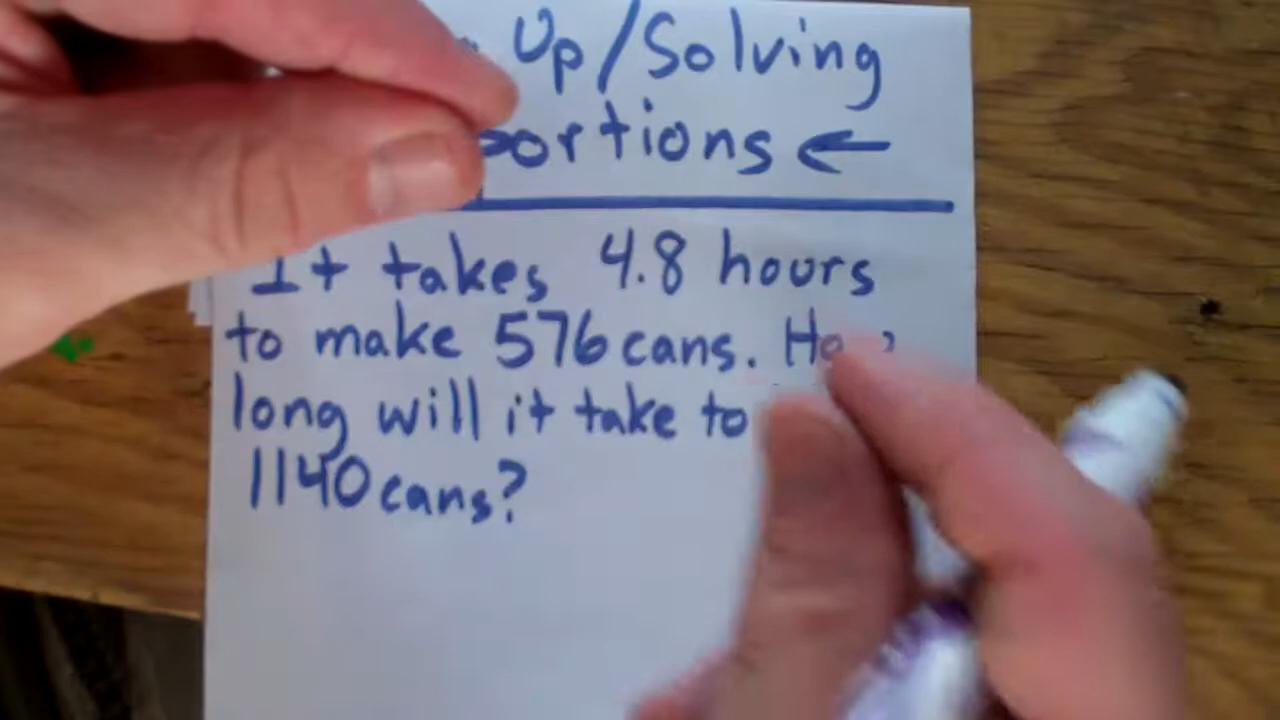 Up/Solving
ortions ←
It takes 4.8 hours
to make 576 cans.
long will it take to
1140 cans?